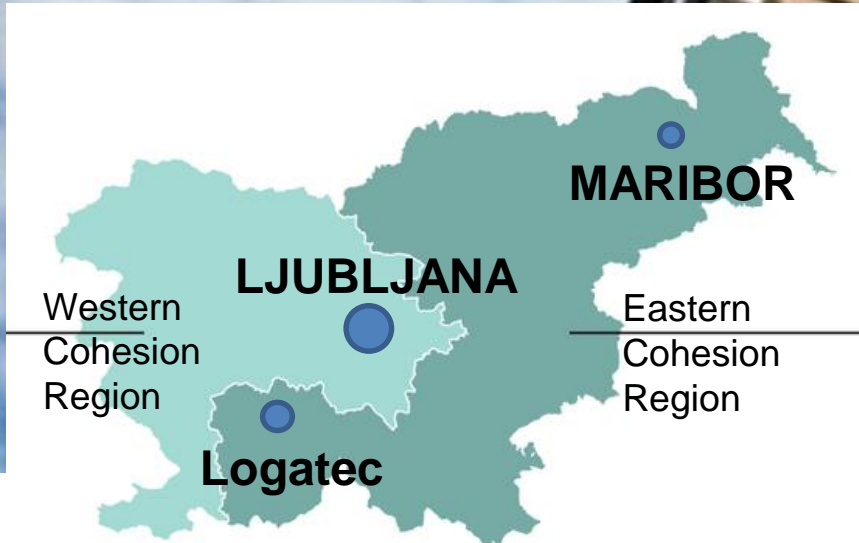 MARIBOR
LJUBLJANA
Western
Cohesion
Region
Eastern
Cohesion
Region
Logatec